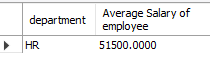 department Average Salary of
employee
HR 51500.0000